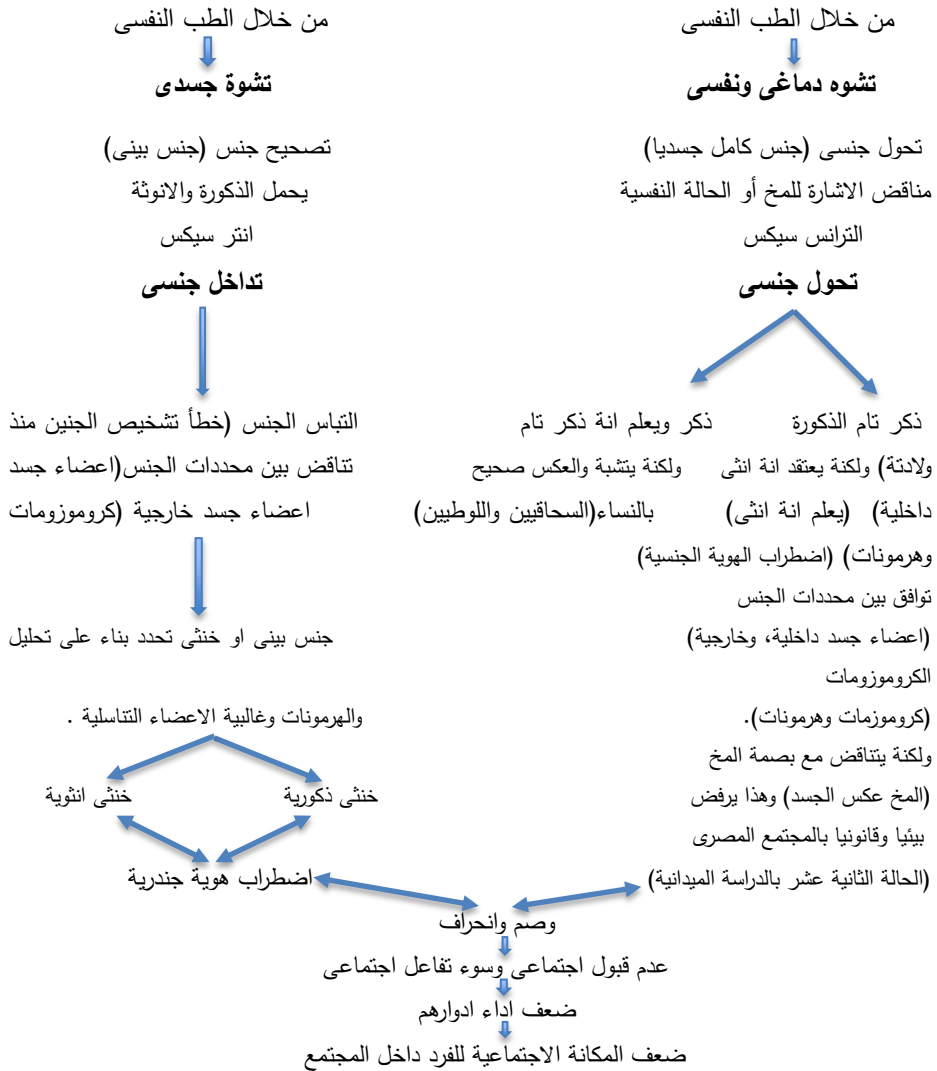 من خلال الطب النفسى
من خلال الطب النفسى
تشوه دماغى ونفسى
تشوة جسدى
تحول جنسى (جنس كامل جسديا)
تصحيح جنس (جنس بينى)
مناقض الاشارة للمخ أو الحالة النفسية
يحمل الذكورة والانوثة
الترانس سيكس
انتر سيكس
تحول جنسى
تداخل جنسى
ذكر تام الذكورة ذكر ويعلم انة ذكر تام التباس الجنس (خطأ تشخيص الجنين منذ
ولادتة) ولكنة يعتقد انة انثى ولكنة يتشبة والعكس صحيح تناقض بين محددات الجنس(اعضاء جسد
داخلية) (يعلم انة انثى) بالنساء(السحاقيين واللوطيين) اعضاء جسد خارجية (كروموزومات
وهرمونات) (اضطراب الهوية الجنسية)
توافق بين محددات الجنس
(اعضاء جسد داخلية، وخارجية) جنس بينى او خنثى تحدد بناء على تحليل
الكروموزومات
(كروموزمات وهرمونات). والهرمونات وغالبية الاعضاء التناسلية .
ولكنة يتناقض مع بصمة المخ
(المخ عكس الجسد) وهذا يرفض خنثى ذكورية خنثى انثوية
بيئيا وقانونيا بالمجتمع المصرى
(الحالة الثانية عشر بالدراسة الميدانية) اضطراب هوية جندرية
وصم وانحراف
عدم قبول اجتماعى وسوء تفاعل اجتماعى
ضعف اداء ادوارهم
ضعف المكانة الاجتماعية للفرد داخل المجتمع